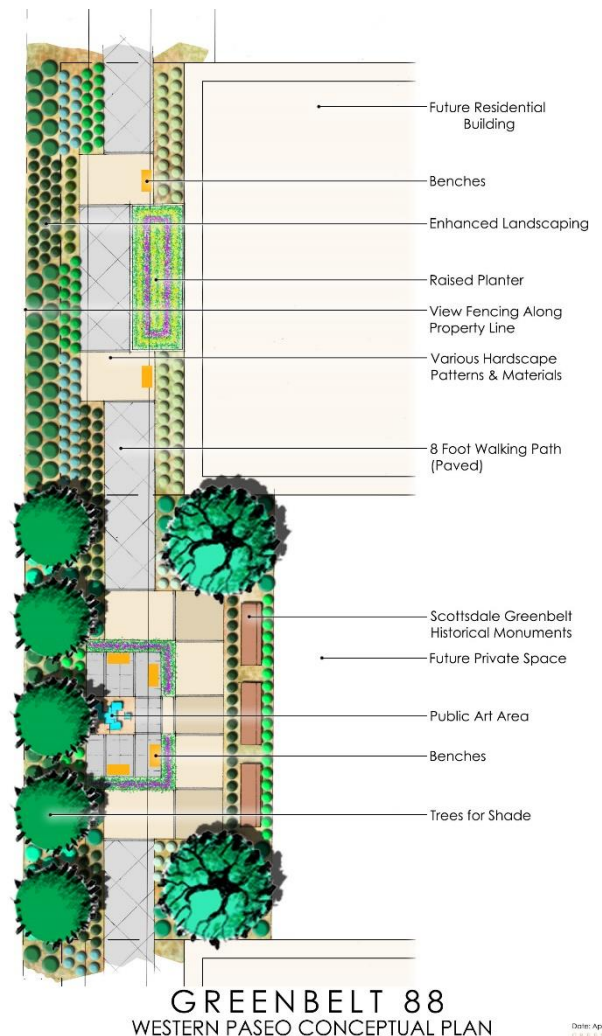 Future Residential
Building
Benches
Enhanced Landscaping
Raised Planter
View Fencing Along
Property Line
Various Hardscape
Patterns & Materials
8 Foot Walking Path
(Paved)
Scottsdale Greenbelt
Historical Monuments
Future Private Space
Public Art Area
Benches
Trees for Shade
GREENBELT 88
WESTERN PASEO CONCEPTUAL PLAN
Date: